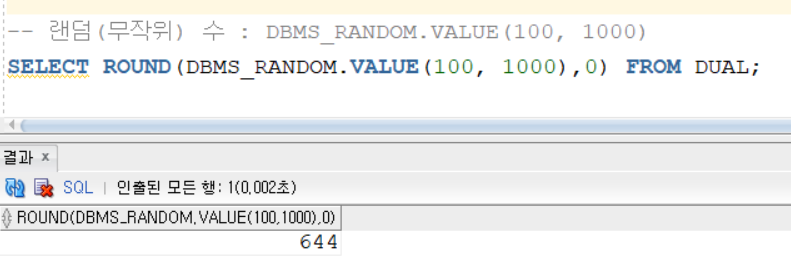 -- 랜덤(무작위) 수 : DBMS_RANDOM.VALUE(100, 1000)
SELECT ROUND(DBMS_RANDOM.VALUE(100, 1000),0) FROM DUAL;
결과 ×
SQL | 인출된 모든 행: 1(0,002초)
ROUND(DBMS_RANDOM,VALUE(100,1000),0)
644